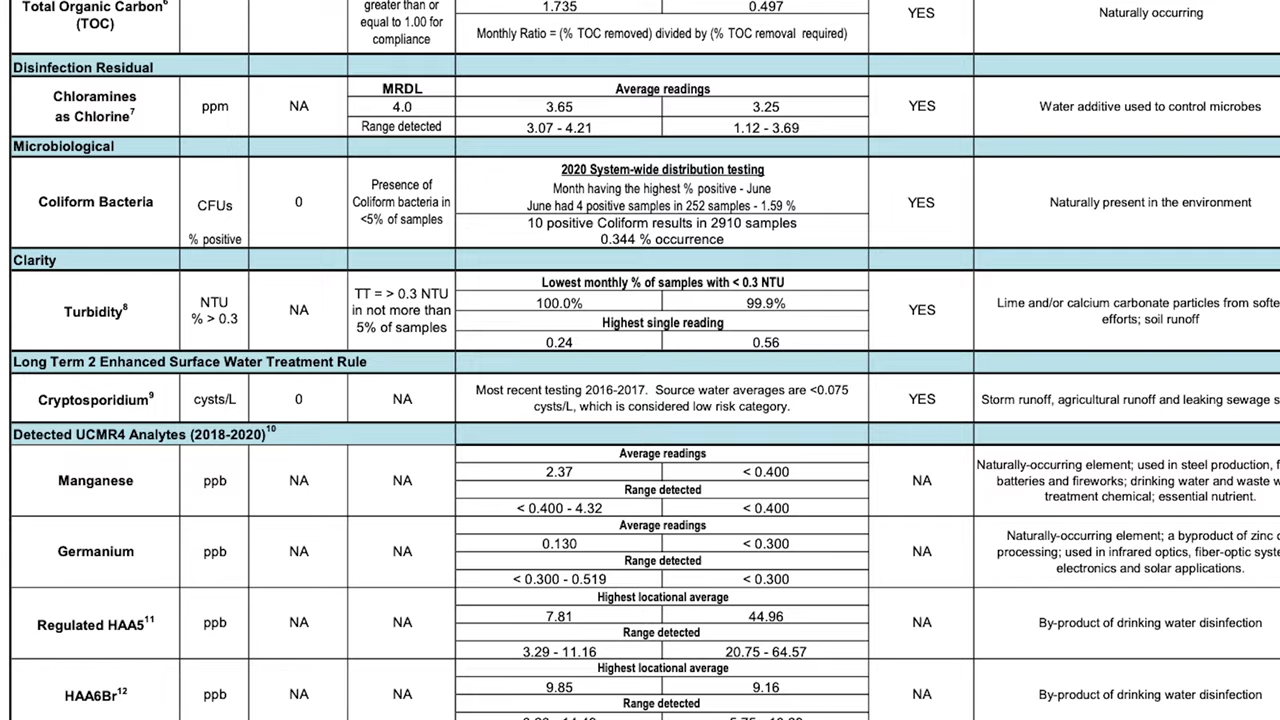 Total Organic Carbon6
(TOC)
greater than or
equal to 1.00 for
compliance
1.735 0.497
Monthly Ratio = (% TOC removed) divided by (% TOC removal required)
YES
Naturally occurring
Disinfection Residual
Chloramines
as Chlorine7
ppm
NA
MRDL
4.0
Range detected
Average readings
3.65 3.25
3.07 - 4.21 1.12 - 3.69
YES
Water additive used to control microbes
Microbiological
Coliform Bacteria
CFUs
% positive
0
Presence of
Coliform bacteria in
<5% of samples
2020 System-wide distribution testing
Month having the highest % positive - June
June had 4 positive samples in 252 samples - 1.59 %
10 positive Coliform results in 2910 samples
0.344 % occurrence
YES
Naturally present in the environment
Clarity
Turbidity8
NTU
% > 0.3
NA
TT = > 0.3 NTU
in not more than
5% of samples
Lowest monthly % of samples with < 0.3 NTU
100.0% 99.9%
Highest single reading
0.24 0.56
YES
Lime and/or calcium carbonate particles from softe
efforts; soil runoff
Long Term 2 Enhanced Surface Water Treatment Rule
Cryptosporidium9
cysts/L
0
NA
Most recent testing 2016-2017. Source water averages are <0.075
cysts/L, which is considered low risk category.
YES
Storm runoff, agricultural runoff and leaking sewage s
Detected UCMR4 Analytes (2018-2020)10
Manganese
ppb
NA
NA
Average readings
2.37 < 0.400
Range detected
< 0.400 - 4.32 < 0.400
NA
Naturally-occurring element; used in steel production, f
batteries and fireworks; drinking water and waste w
treatment chemical; essential nutrient.
Germanium
ppb
NA
NA
Average readings
0.130 < 0.300
Range detected
< 0.300 - 0.519 < 0.300
NA
Naturally-occurring element; a byproduct of zinc o
processing; used in infrared optics, fiber-optic syste
electronics and solar applications.
Regulated HAA511
ppb
NA
NA
Highest locational average
7.81 44.96
Range detected
3.29 - 11.16 20.75 - 64.57
NA
By-product of drinking water disinfection
HAA6Br12
ppb
NA
NA
Highest locational average
9.85 9.16
Range detected
NA
By-product of drinking water disinfection